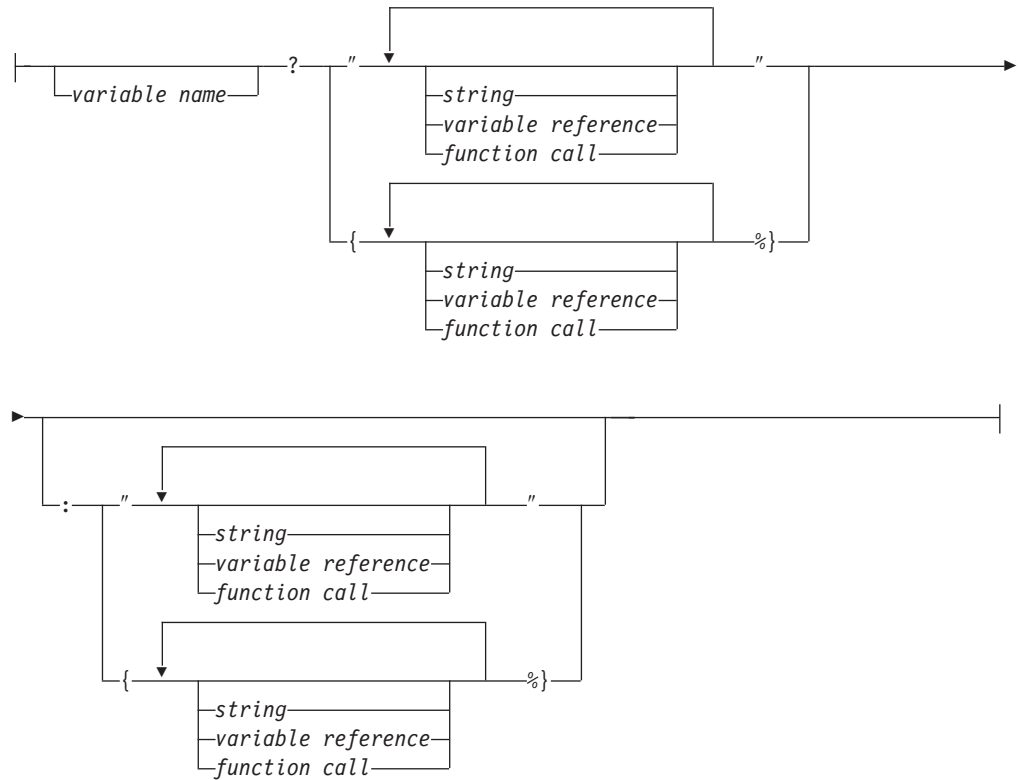 ? " "
variable name
string
variable reference
function call
{ %}
string
variable reference
function call
: " "
string
variable reference
function call
{ %}
string
variable reference
function call